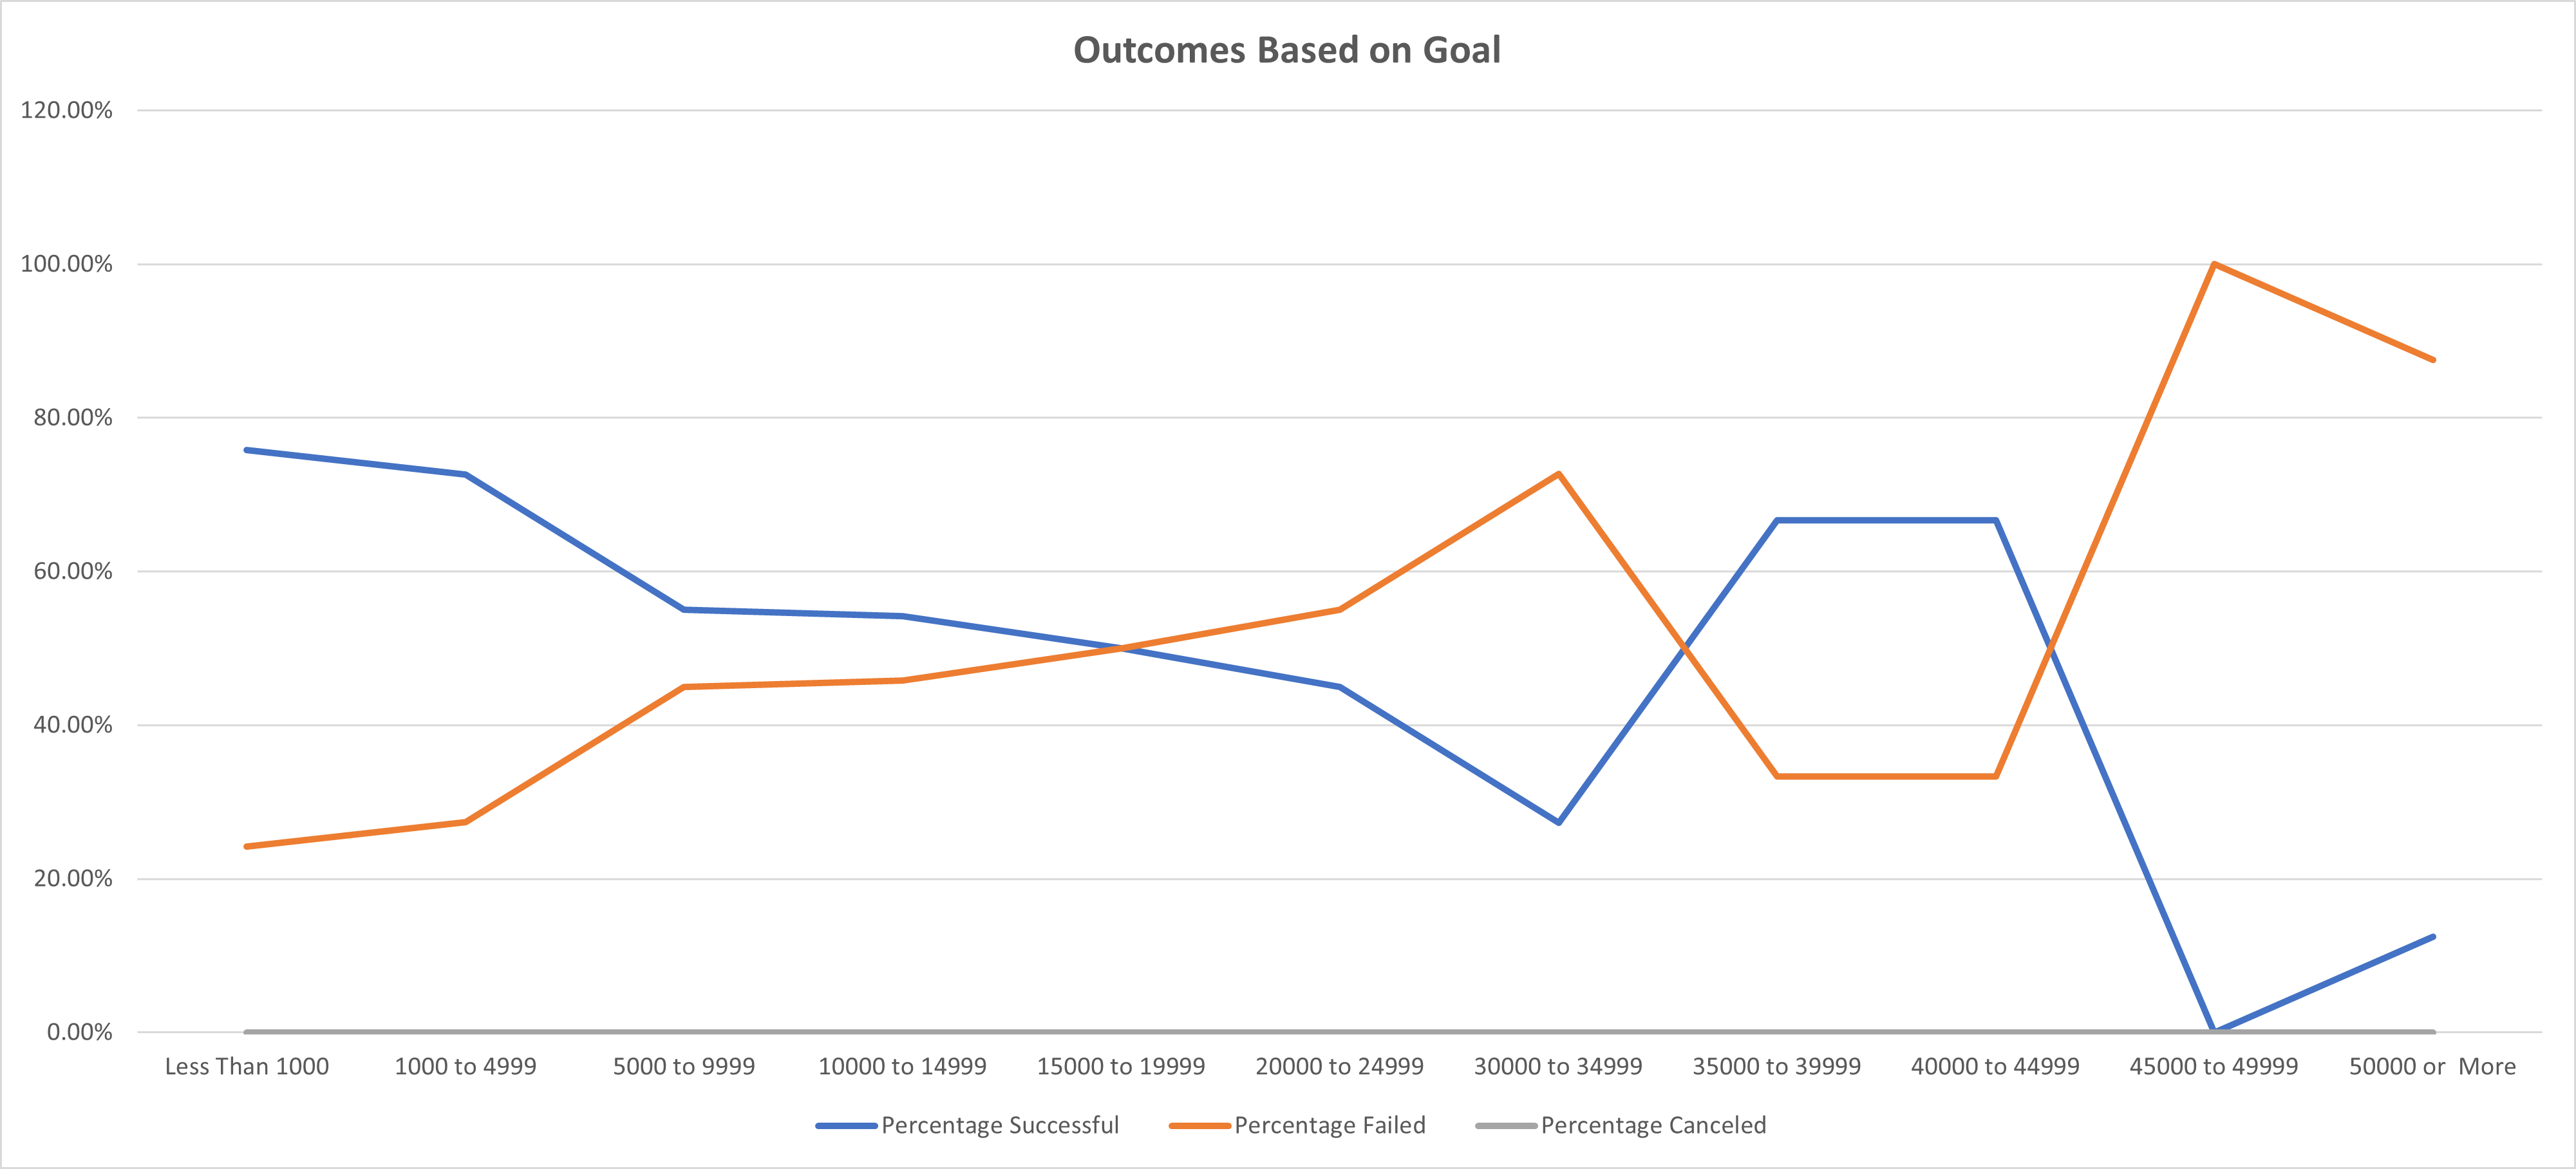 Outcomes Based on Goal
120.00%
100.00%
80.00%
60.00%
40.00%
20.00%
0.00%
Less Than 1000 1000 to 4999 5000 to 9999 10000 to 14999 15000 to 19999 20000 to 24999 30000 to 34999 35000 to 39999 40000 to 44999 45000 to 49999 50000 or  More
Percentage Successful Percentage Failed Percentage Canceled